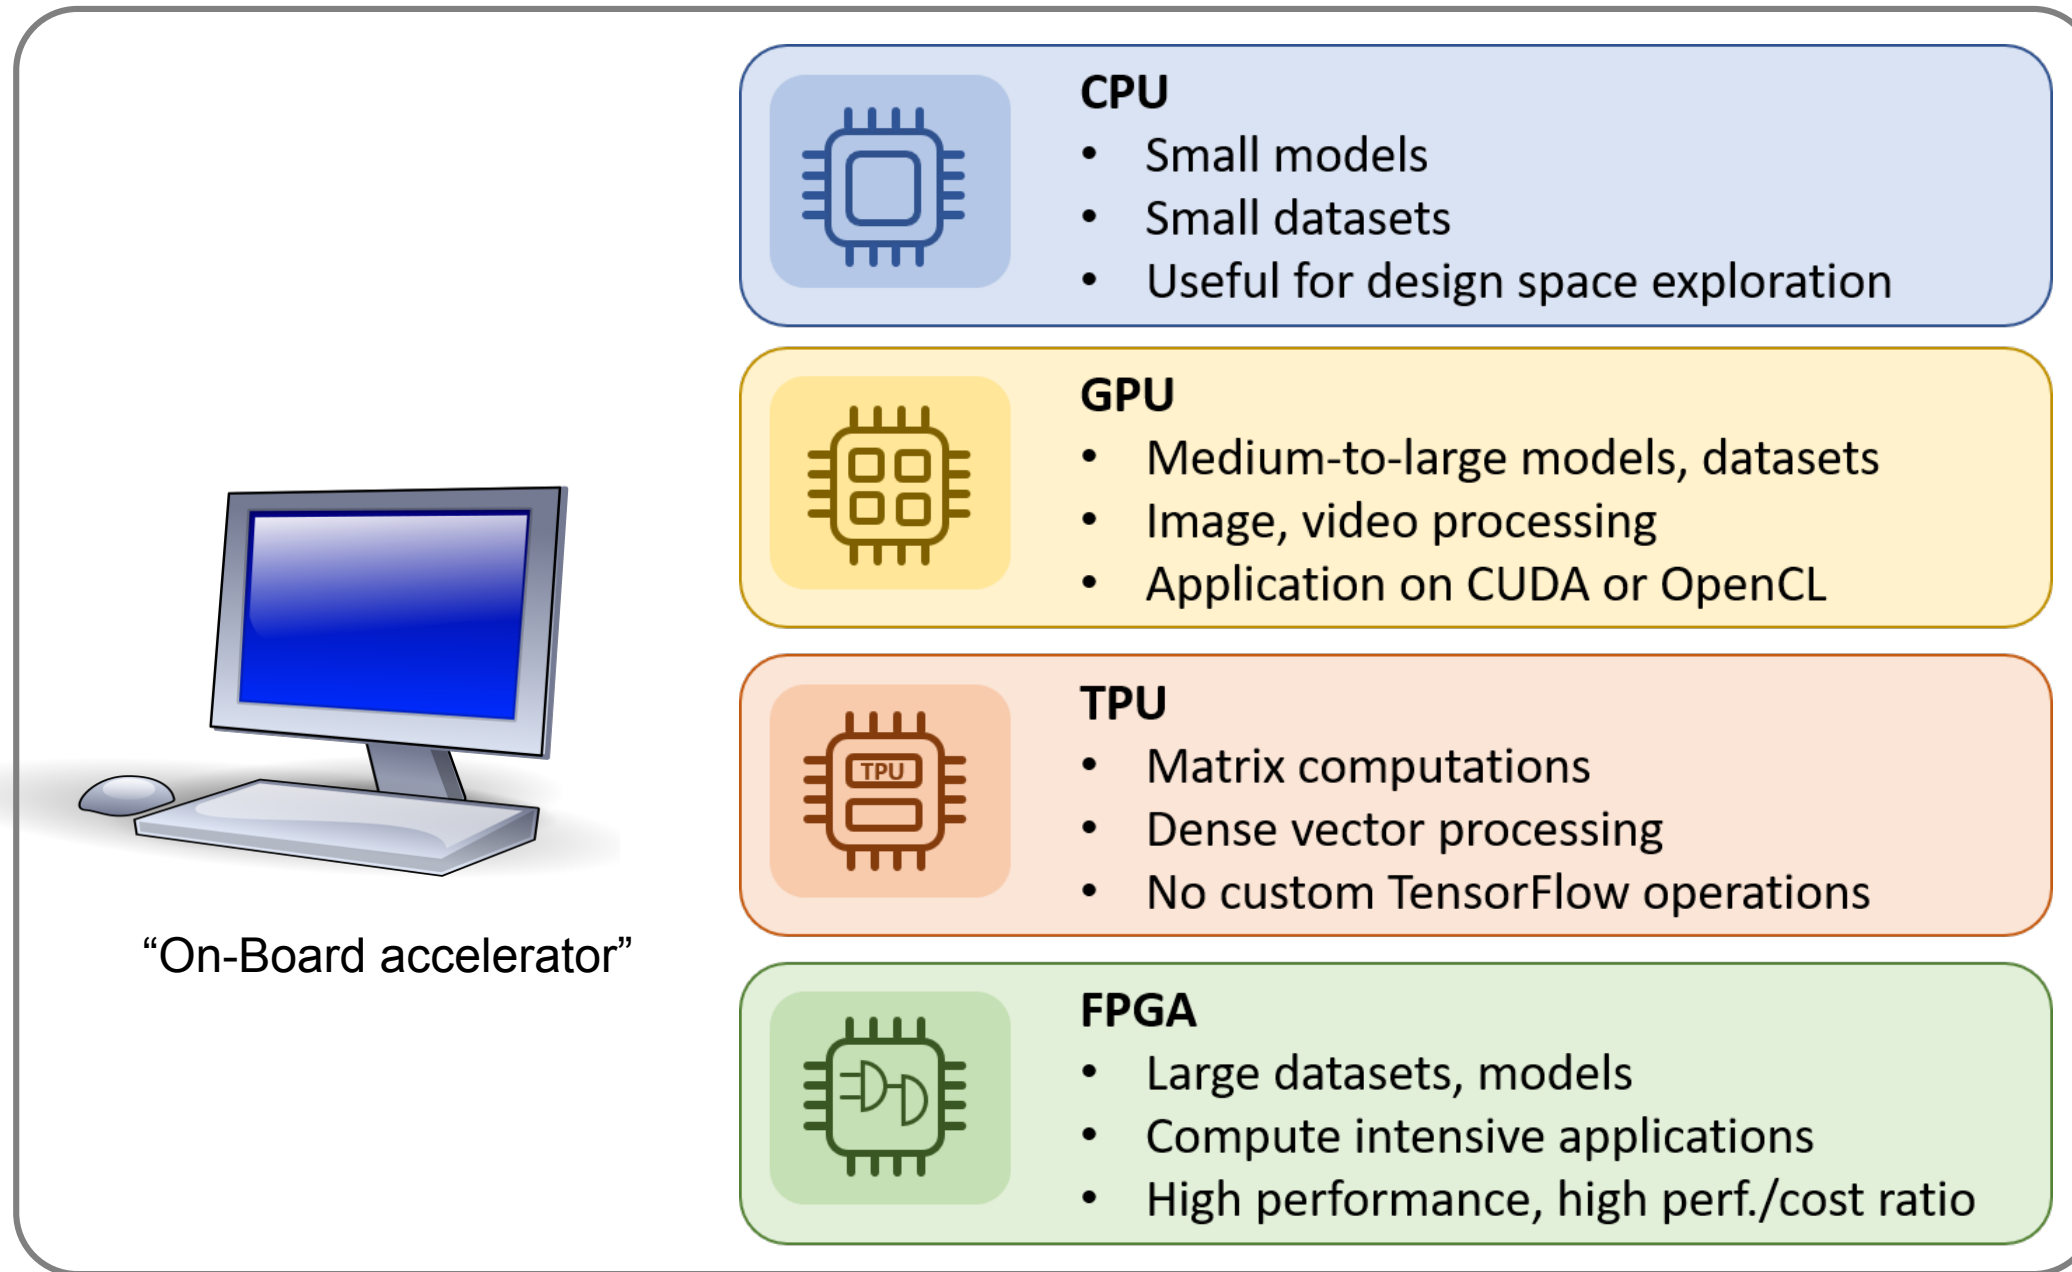 CPU
• Small models
• Small datasets
• Useful for design space exploration
GPU
• Medium-to-large models, datasets
• Image, video processing
• Application on CUDA or OpenCL
TPU
TPU
• Matrix computations
• Dense vector processing
• No custom TensorFlow operations
“On-Board accelerator”
FPGA
• Large datasets, models
• Compute intensive applications
• High performance, high perf./cost ratio